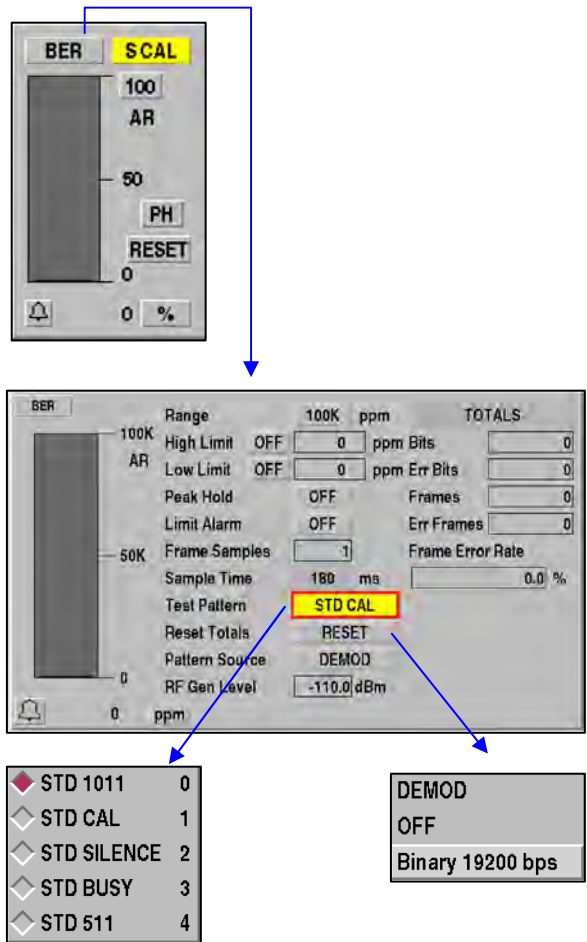 BER SCAL
100
AR
50
PH
RESET
0
0 %
BER
Range 100K ppm TOTALS
100K High Limit OFF 0 ppm Bits 0
AR Low Limit OFF 0 ppm Err Bits 0
Peak Hold OFF Frames 0
Limit Alarm OFF Err Frames 0
50K Frame Samples 1 Frame Error Rate
Sample Time 180 ms 0.0 %
Test Pattern STD CAL
Reset Totals RESET
Pattern Source DEMOD
0 RF Gen Level -110.0 dBm
0 ppm
STD 1011 0
STD CAL 1
STD SILENCE 2
STD BUSY 3
STD 511 4
DEMOD
OFF
Binary 19200 bps